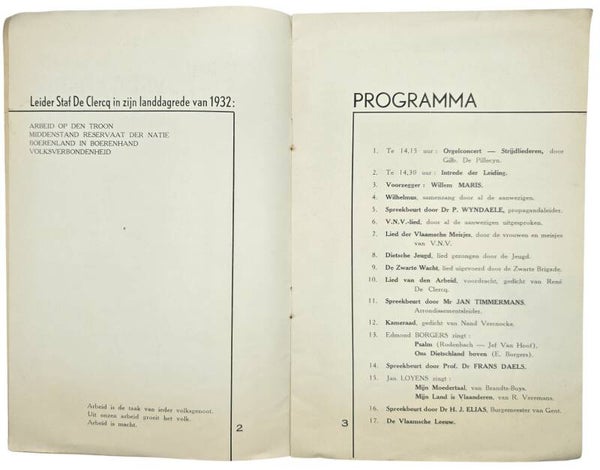 Leider Staf De Clercq in zijn landdagrede van 1932:
ARBEID OP DEN TROON
MIDDENSTAND RESERVAAT DER NATIE
BOERENLAND IN BOERENHAND
VOLKSVERBONDENHEID
Arbeid is de taak van ieder volksgenoot.
Uit onzen arbeid groeit het volk.
Arbeid is macht.
2
PROGRAMMA
1. Te 14,15 uur: Orgelconcert — Strijdliederen, door
Gilb. De Pillecyn.
2. Te 14,30 uur: Intrede der Leiding.
3. Voorzegger: Willem MARIS.
4. Wilhelmus, samenzang door al de aanwezigen.
5. Spreekbeurt door Dr P. WYNDAELE, propagandaleider.
6. V.N.V.-lied, door al de aanwezigen uitgesproken.
7. Lied der Vlaamsche Meisjes, door de vrouwen en meisjes
van V.N.V.
8. Dietsche Jeugd, lied gezongen door de Jeugd.
9. De Zwarte Wacht, lied uitgevoerd door de Zwarte Brigade.
10. Lied van den Arbeid, voordracht, gedicht van René
De Clercq.
11. Spreekbeurt door Mr JAN TIMMERMANS,
Arrondissementsleider.
12. Kameraad, gedicht van Nand Vercnocke.
13. Edmond BORGERS zingt:
Psalm (Rodenbach — Jef Van Hoof).
Ons Dietschland boven (E. Borgers).
14. Spreekbeurt door Prof. Dr FRANS DAELS.
15. Jan LOYENS zingt:
Mijn Moedertaal, van Brandts-Buys.
Mijn Land is Vlaanderen, van R. Veremans.
16. Spreekbeurt door Dr H. J. ELIAS, Burgemeester van Gent.
17. De Vlaamsche Leeuw.
3